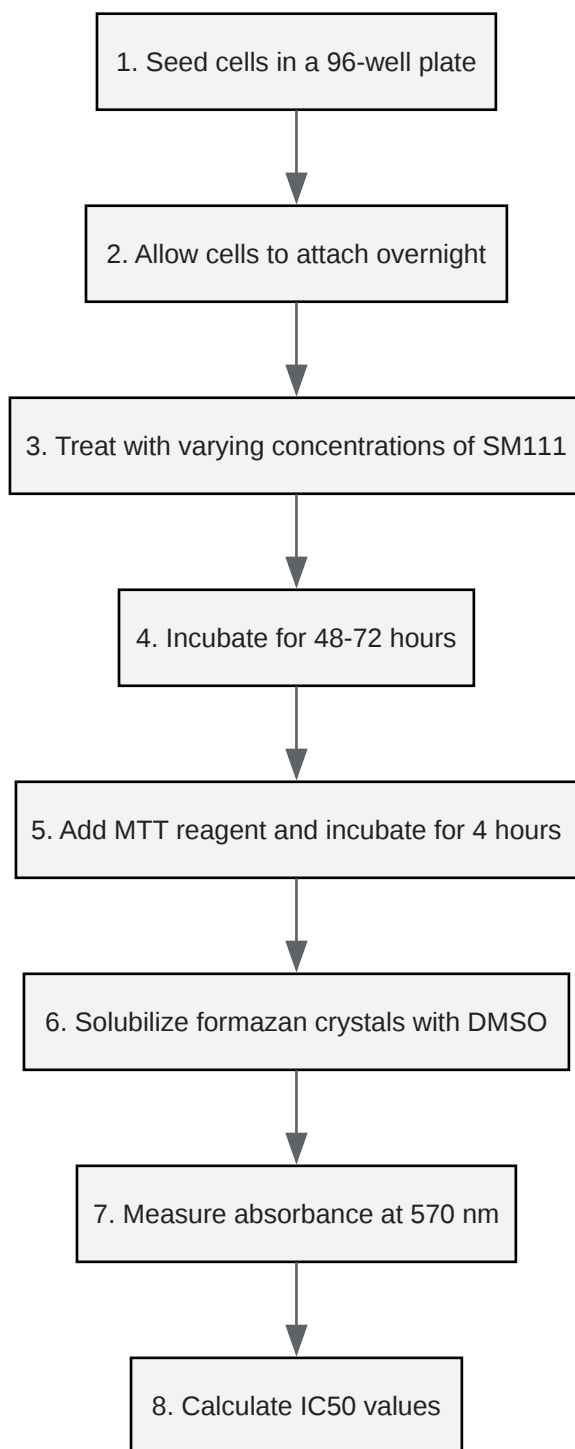 1. Seed cells in a 96-well plate
2. Allow cells to attach overnight
3. Treat with varying concentrations of SM111
4. Incubate for 48-72 hours
5. Add MTT reagent and incubate for 4 hours
6. Solubilize formazan crystals with DMSO
7. Measure absorbance at 570 nm
8. Calculate IC50 values